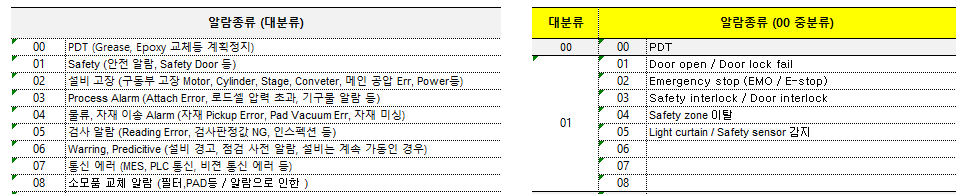 알람종류 (대분류)
00 PDT (Grease, Epoxy 교체등 계획정지)
01 Safety (안전 알람, Safety Door 등)
02 설비 고장 (구동부 고장 Motor, Cylinder, Stage, Conveter, 메인 공압 Err, Power등)
03 Process Alarm (Attach Error, 로드셀 압력 초과, 기구물 알람 등)
04 물류, 자재 이송 Alarm (자재 Pickup Error, Pad Vacuum Err, 자재 미싱)
05 검사 알람 (Reading Error, 검사판정값 NG, 인스펙션 등)
06 Warring, Predicitive (설비 경고, 점검 사전 알람, 설비는 계속 가동인 경우)
07 통신 에러 (MES, PLC 통신, 비젼 통신 에러 등)
08 소모품 교체 알람 (필터,PAD등 / 알람으로 인한 )
대분류 알람종류 (00 중분류)
00 00 PDT
01 01 Door open / Door lock fail
02 Emergency stop (EMO / E-stop)
03 Safety interlock / Door interlock
04 Safety zone 이탈
05 Light curtain / Safety sensor 감지
06
07
08